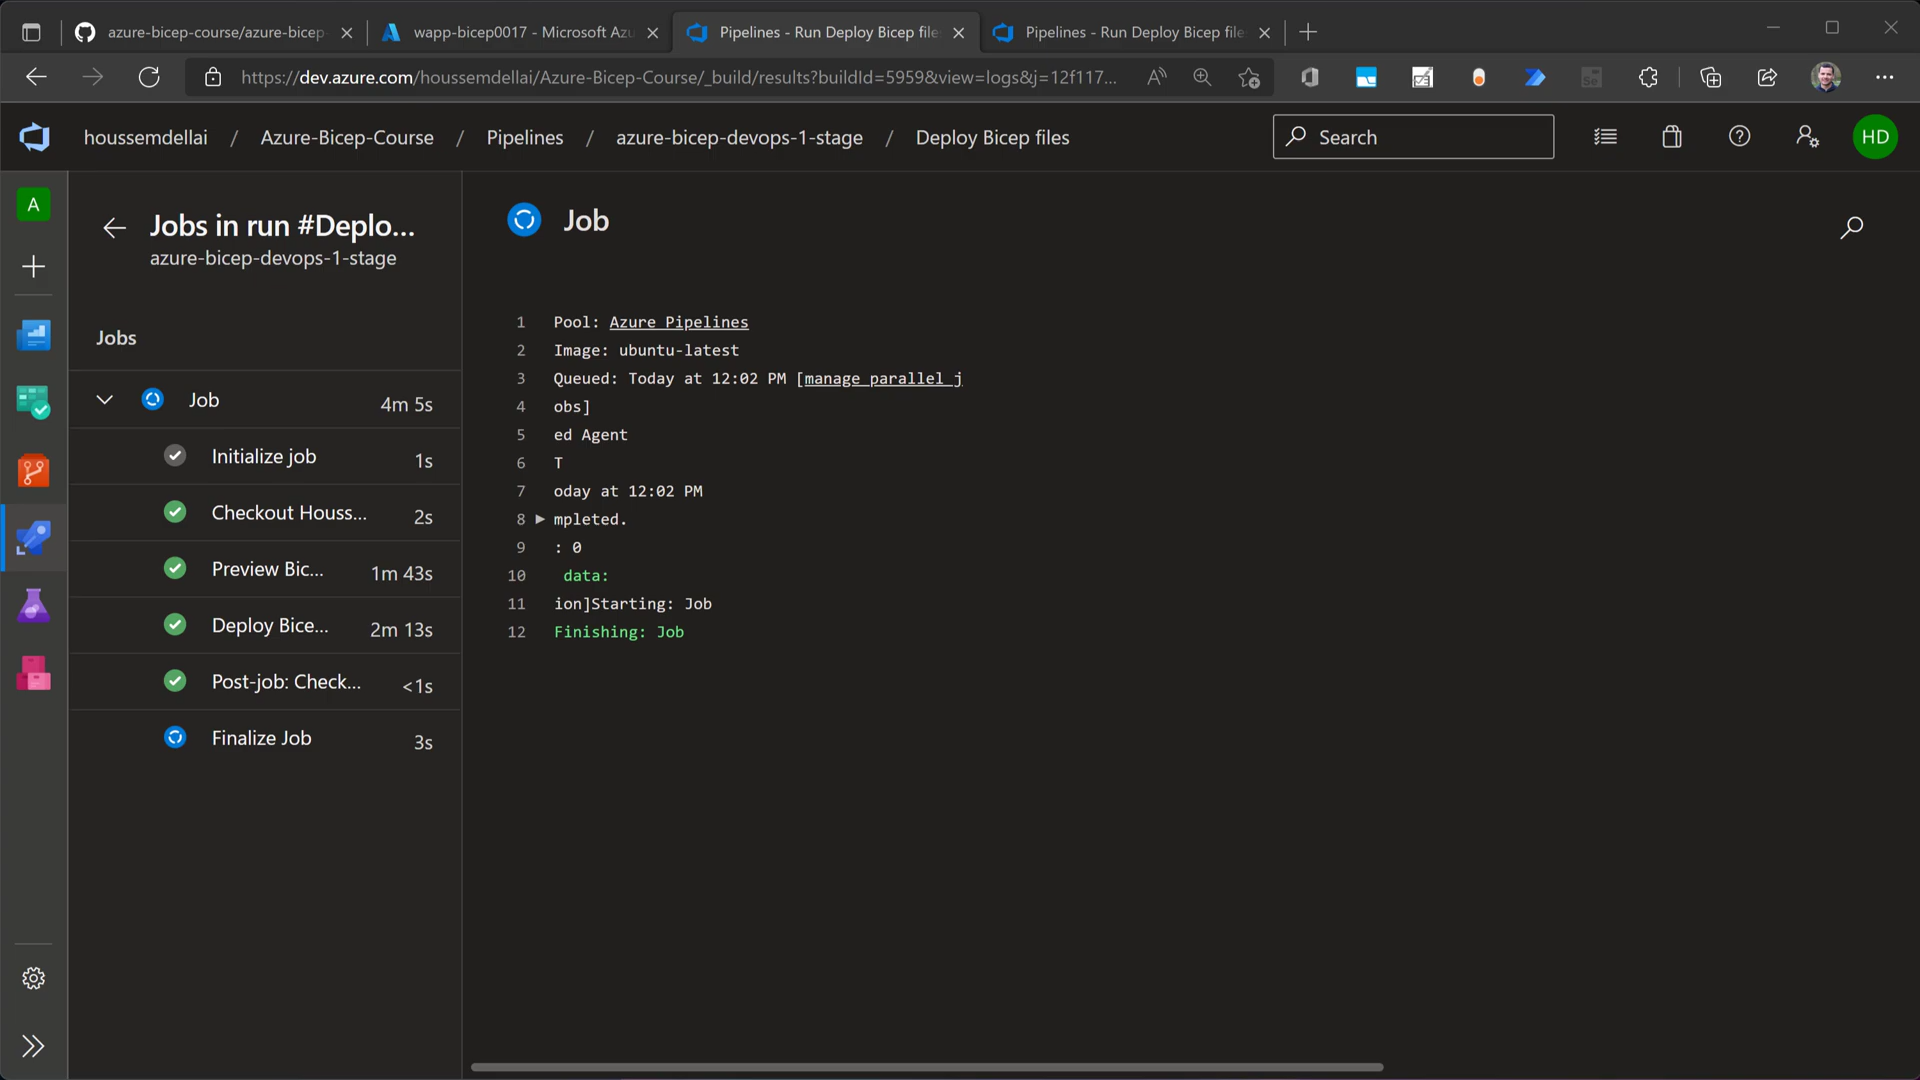 azure-bicep-course/azure-bicep-
wapp-bicep0017 - Microsoft Azu
Pipelines - Run Deploy Bicep file
Pipelines - Run Deploy Bicep file
https://dev.azure.com/houssemdellai/Azure-Bicep-Course/_build/results?buildId=5959&view=logs&j=12f117...
houssemdellai / Azure-Bicep-Course / Pipelines / azure-bicep-devops-1-stage / Deploy Bicep files
Search
HD
A
Jobs in run #Deplo...
azure-bicep-devops-1-stage
Jobs
Job 4m 5s
Initialize job 1s
Checkout Houss... 2s
Preview Bic... 1m 43s
Deploy Bice... 2m 13s
Post-job: Check... <1s
Finalize Job 3s
Job
1 Pool: Azure Pipelines
2 Image: ubuntu-latest
3 Queued: Today at 12:02 PM [manage parallel j
4 obs]
5 ed Agent
6 T
7 oday at 12:02 PM
8 mpleted.
9 : 0
10 data:
11 ion]Starting: Job
12 Finishing: Job